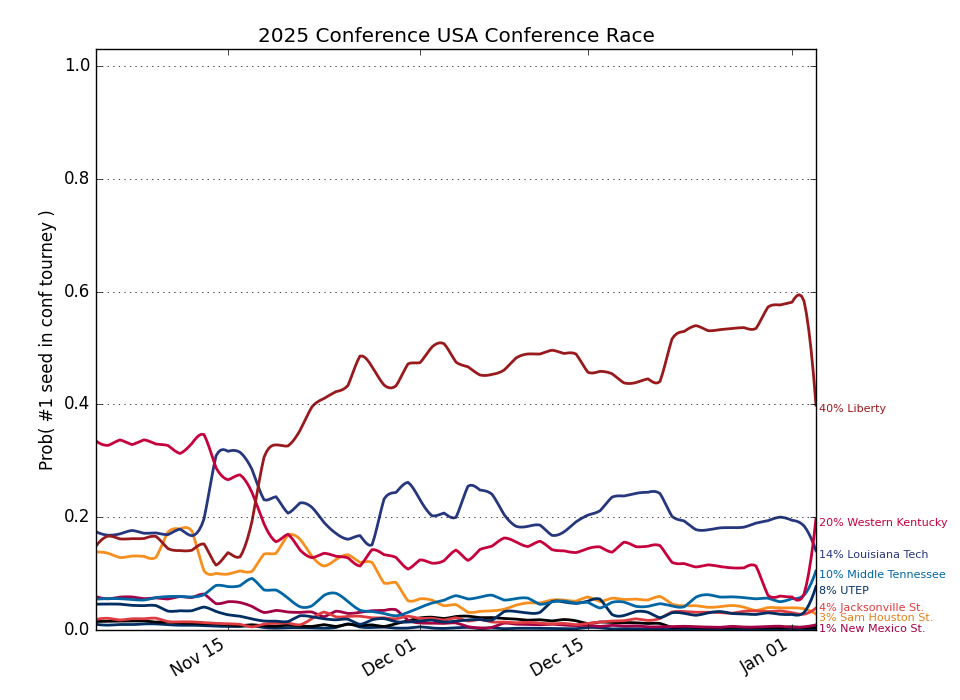 2025 Conference USA Conference Race
Prob( #1 seed in conf tourney )
1.0
0.8
0.6
0.4
0.2
0.0
Nov 15
Dec 01
Dec 15
Jan 01
40% Liberty
20% Western Kentucky
14% Louisiana Tech
10% Middle Tennessee
8% UTEP
4% Jacksonville St.
3% Sam Houston St.
1% New Mexico St.